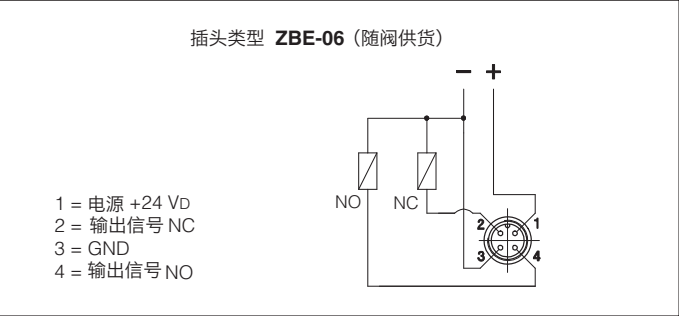 插头类型 ZBE-06（随阀供货）
− +
NO NC
2 1
3 4
1 = 电源 +24 VD
2 = 输出信号 NC
3 = GND
4 = 输出信号 NO